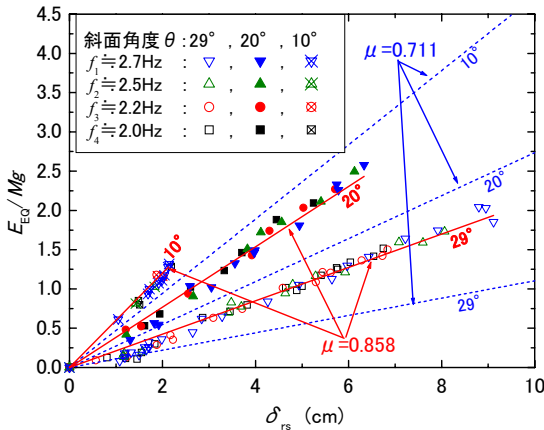 斜面角度θ:29° , 20° , 10°
f₁≒2.7Hz : , ,
f₂≒2.5Hz : , ,
f₃≒2.2Hz : , ,
f₄≒2.0Hz : , ,
μ=0.711
10°
20°
29°
10°
20°
29°
μ=0.858
E_EQ/Mg
5.0
4.5
4.0
3.5
3.0
2.5
2.0
1.5
1.0
0.5
0.0
0 2 4 6 8 10
δ_rs (cm)